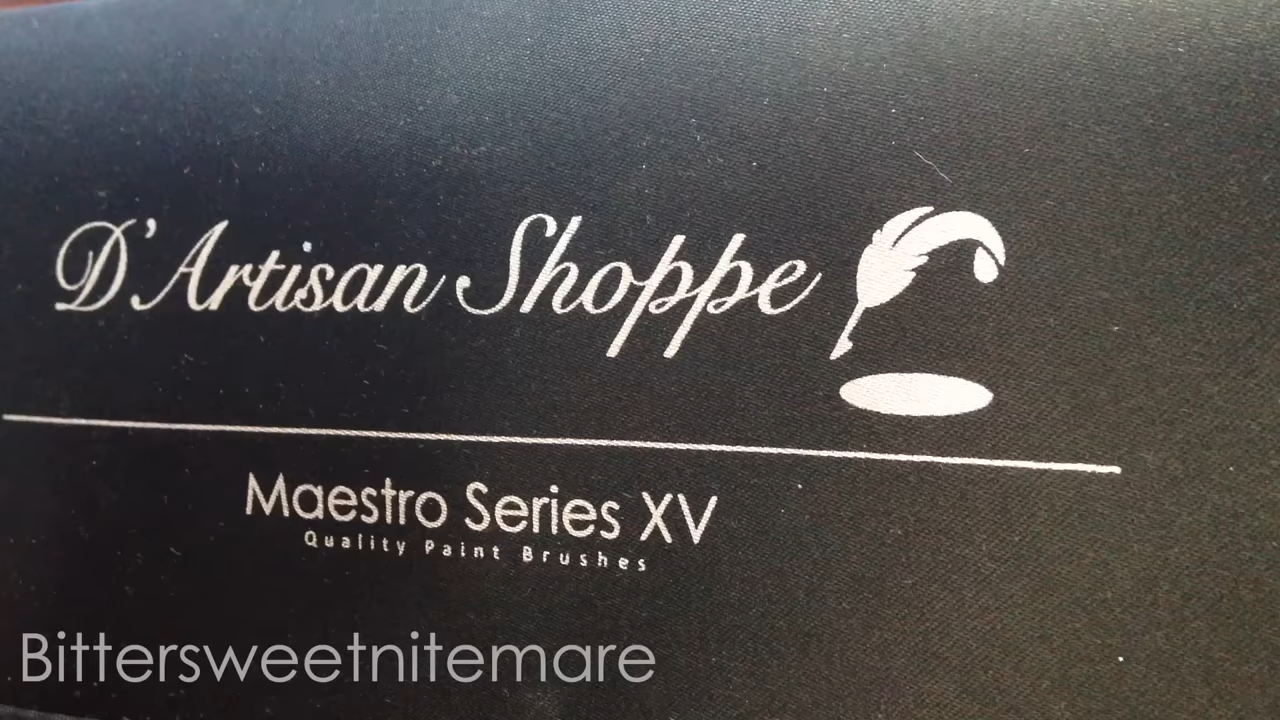 D'Artisan Shoppe
Maestro Series XV
Quality Paint Brushes
Bittersweetnitemare